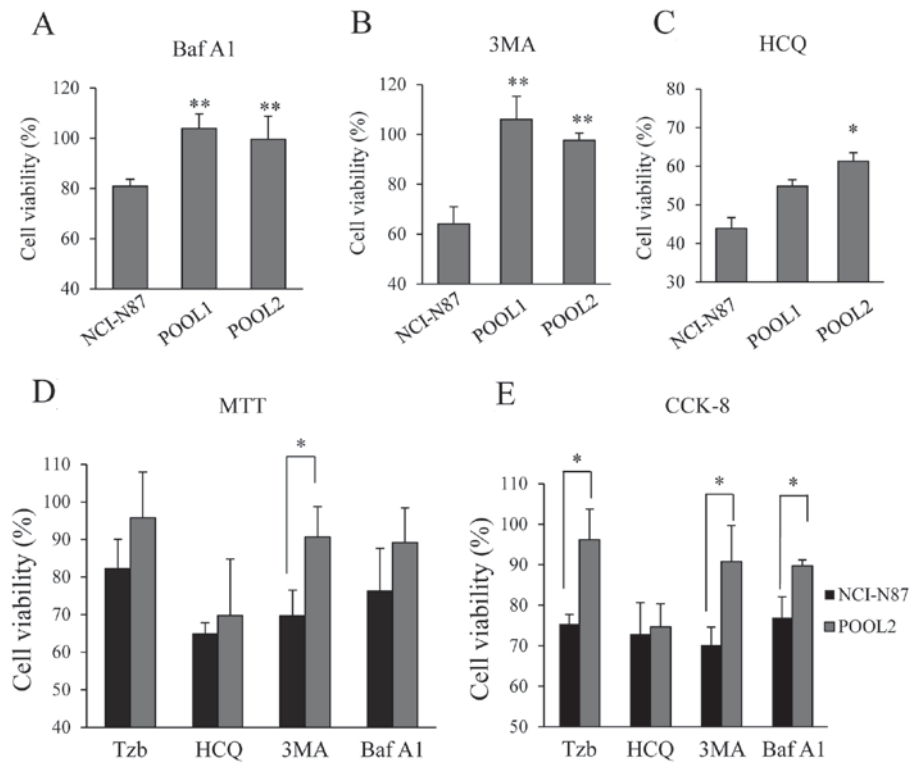 A
Baf A1
Cell viability (%)
120
100
80
60
40
** **
NCI-N87 POOL1 POOL2
B
3MA
Cell viability (%)
120
100
80
60
40
** **
NCI-N87 POOL1 POOL2
C
HCQ
Cell viability (%)
80
70
60
50
40
30
*
NCI-N87 POOL1 POOL2
D
MTT
Cell viability (%)
110
100
90
80
70
60
50
40
*
Tzb HCQ 3MA Baf A1
E
CCK-8
Cell viability (%)
110
100
90
80
70
60
50
* * *
Tzb HCQ 3MA Baf A1
NCI-N87
POOL2